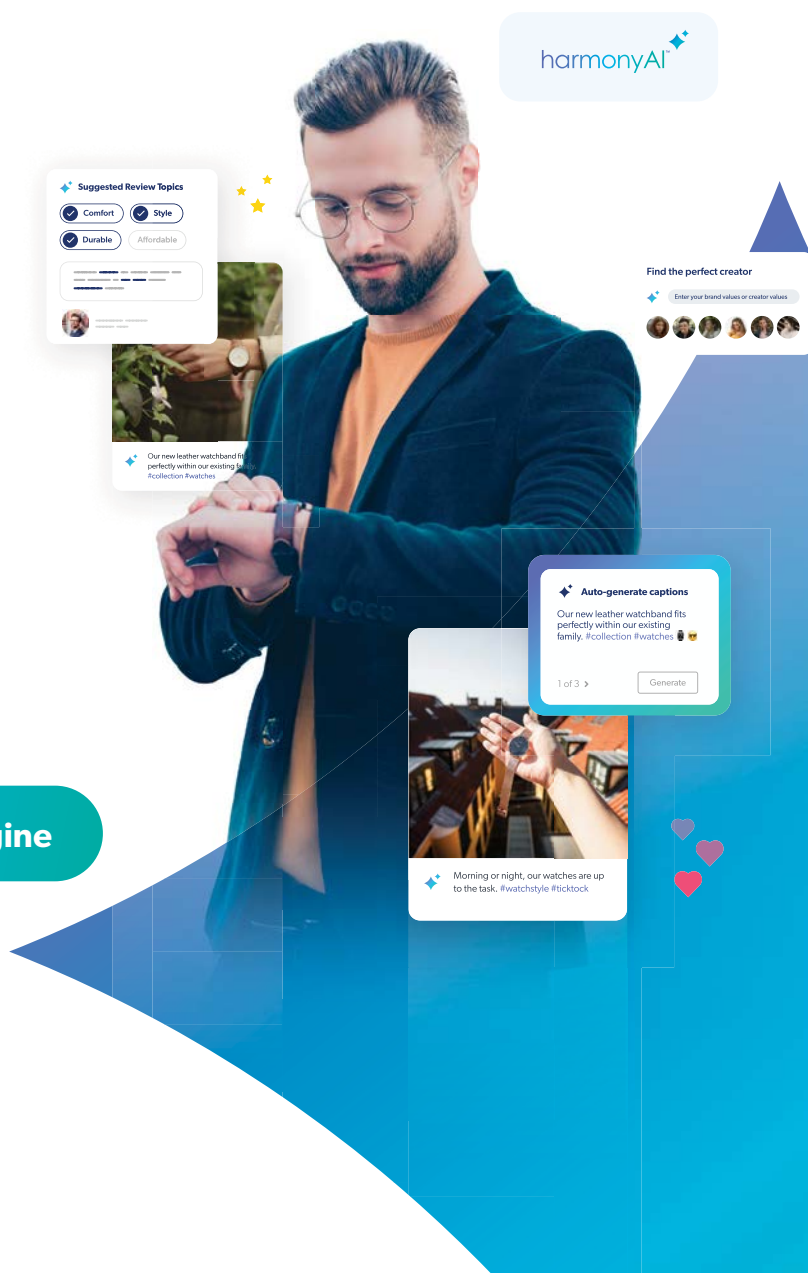 harmonyAI™
Suggested Review Topics
Comfort
Style
Durable
Affordable
Find the perfect creator
Enter your brand values or creator values
Our new leather watchband fits
perfectly within our existing family.
#collection #watches
Auto-generate captions
Our new leather watchband fits
perfectly within our existing
family. #collection #watches
1 of 3 >
Generate
gine
Morning or night, our watches are up
to the task. #watchstyle #ticktock